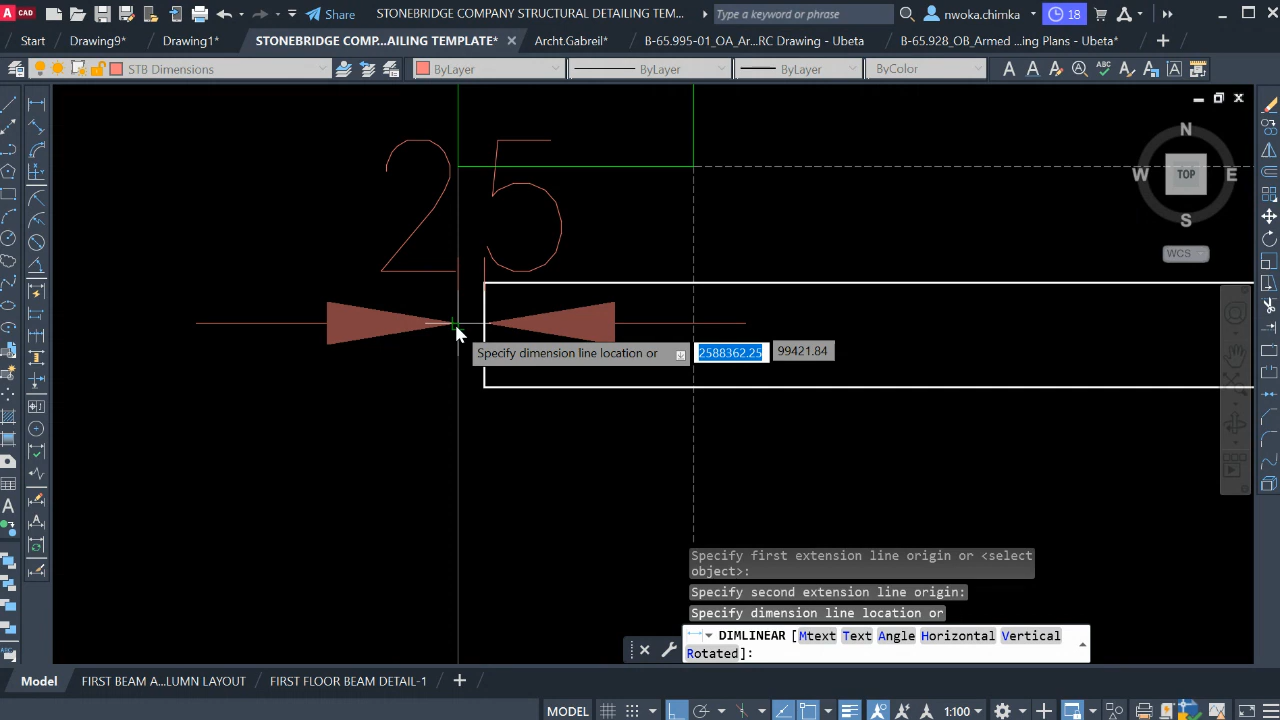 A CAD
Share
STONEBRIDGE COMPANY STRUCTURAL DETAILING TEM...
Type a keyword or phrase
nwoka.chimka
18
Start
Drawing9*
Drawing1*
STONEBRIDGE COMP...AILING TEMPLATE*
Archt.Gabreil*
B-65.995-01_OA_Ar...RC Drawing - Ubeta
B-65.928_OB_Armed ...ing Plans - Ubeta*
STB Dimensions
ByLayer
ByLayer
ByLayer
ByColor
25
N
W
TOP
E
S
WCS
Specify dimension line location or
2588362.25
99421.84
Specify first extension line origin or <select
object>:
Specify second extension line origin:
Specify dimension line location or
DIMLINEAR [Mtext Text Angle Horizontal Vertical
Rotated]:
Model
FIRST BEAM A...LUMN LAYOUT
FIRST FLOOR BEAM DETAIL-1
MODEL
1:100